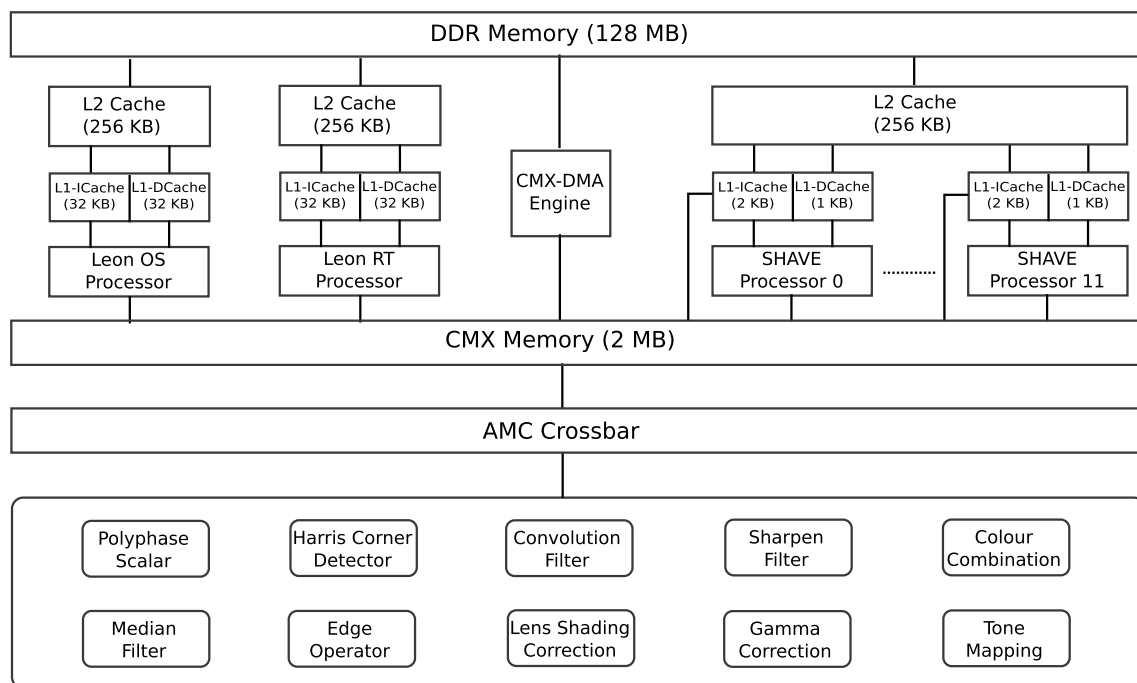 DDR Memory (128 MB)
L2 Cache
(256 KB)
L2 Cache
(256 KB)
L2 Cache
(256 KB)
CMX-DMA
Engine
L1-ICache
(32 KB)
L1-DCache
(32 KB)
L1-ICache
(32 KB)
L1-DCache
(32 KB)
L1-ICache
(2 KB)
L1-DCache
(1 KB)
L1-ICache
(2 KB)
L1-DCache
(1 KB)
Leon OS
Processor
Leon RT
Processor
SHAVE
Processor 0
............
SHAVE
Processor 11
CMX Memory (2 MB)
AMC Crossbar
Polyphase
Scalar
Harris Corner
Detector
Convolution
Filter
Sharpen
Filter
Colour
Combination
Median
Filter
Edge
Operator
Lens Shading
Correction
Gamma
Correction
Tone
Mapping